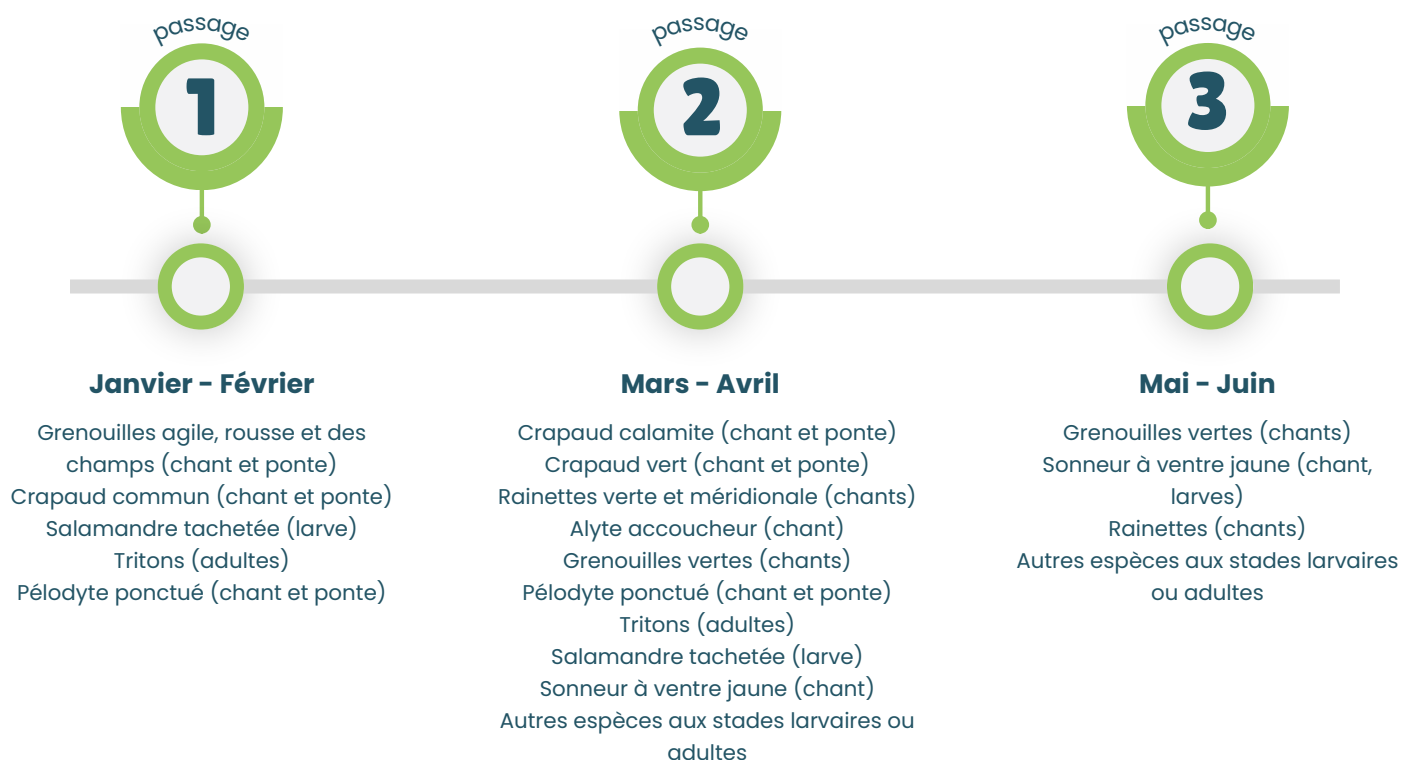 passage
1
Janvier - Février
Grenouilles agile, rousse et des
champs (chant et ponte)
Crapaud commun (chant et ponte)
Salamandre tachetée (larve)
Tritons (adultes)
Pélodyte ponctué (chant et ponte)
passage
2
Mars - Avril
Crapaud calamite (chant et ponte)
Crapaud vert (chant et ponte)
Rainettes verte et méridionale (chants)
Alyte accoucheur (chant)
Grenouilles vertes (chants)
Pélodyte ponctué (chant et ponte)
Tritons (adultes)
Salamandre tachetée (larve)
Sonneur à ventre jaune (chant)
Autres espèces aux stades larvaires ou
adultes
passage
3
Mai - Juin
Grenouilles vertes (chants)
Sonneur à ventre jaune (chant,
larves)
Rainettes (chants)
Autres espèces aux stades larvaires
ou adultes